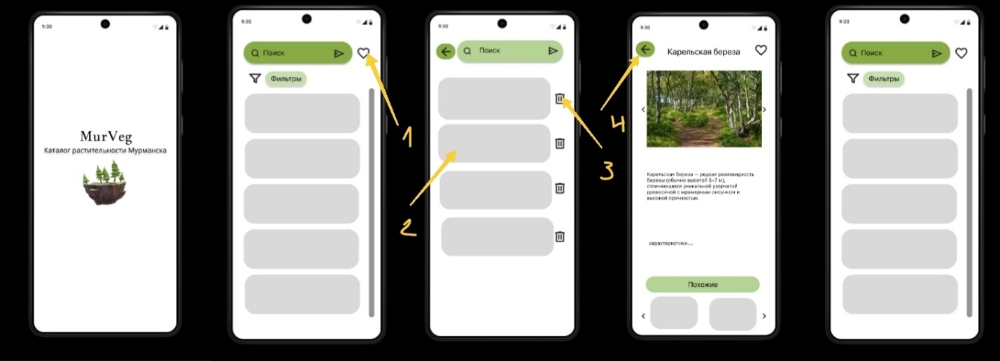 9:30
MurVeg
Каталог растительности Мурманска
9:30
Поиск
Фильтры
1
9:30
Поиск
2
3
9:30
Карельская береза
4
Карельская береза — редкая разновидность
березы (обычно высотой 5–7 м),
отличающаяся уникальной узорчатой
древесиной с мраморным рисунком и
высокой прочностью.
характеристики....
Похожие
9:30
Поиск
Фильтры